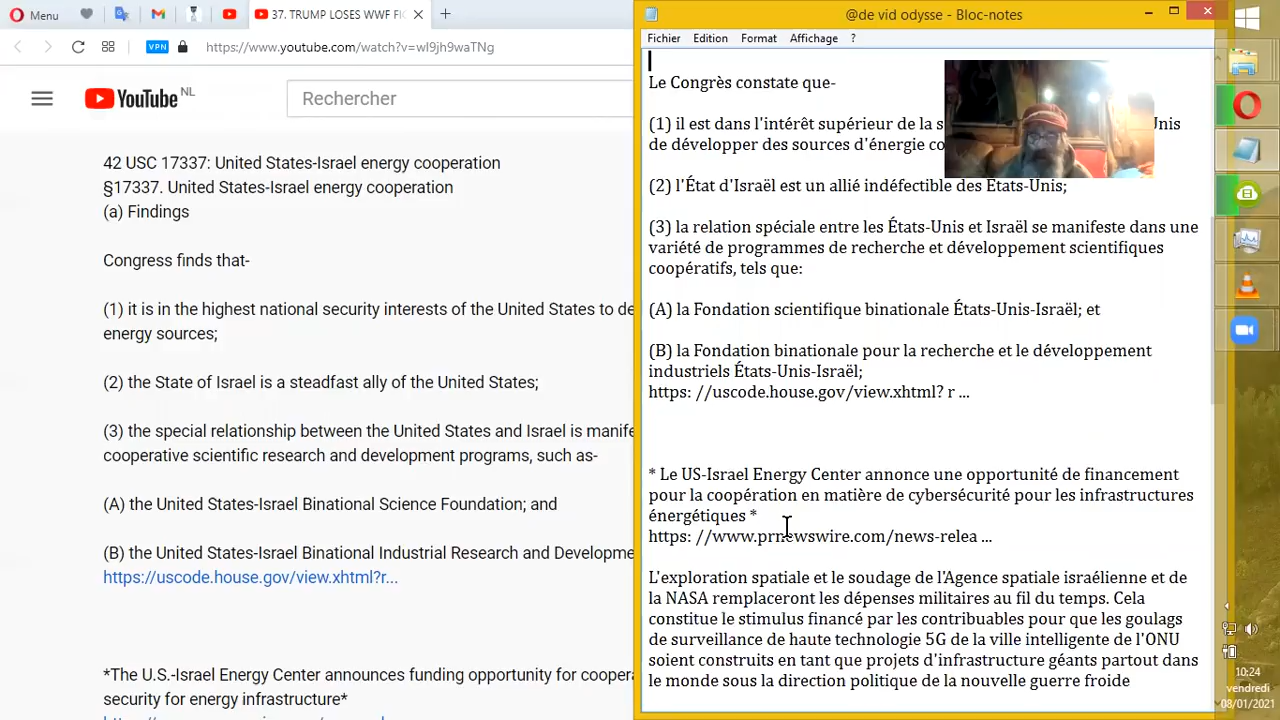 Menu
37. TRUMP LOSES WWF FIG
VPN
https://www.youtube.com/watch?v=wI9jh9waTNg
YouTube NL
Rechercher
42 USC 17337: United States-Israel energy cooperation
§17337. United States-Israel energy cooperation
(a) Findings
Congress finds that-
(1) it is in the highest national security interests of the United States to de
energy sources;
(2) the State of Israel is a steadfast ally of the United States;
(3) the special relationship between the United States and Israel is manife
cooperative scientific research and development programs, such as-
(A) the United States-Israel Binational Science Foundation; and
(B) the United States-Israel Binational Industrial Research and Developme
https://uscode.house.gov/view.xhtml?r...
*The U.S.-Israel Energy Center announces funding opportunity for coopera
security for energy infrastructure*
@de vid odysse - Bloc-notes
Fichier Edition Format Affichage ?
Le Congrès constate que-
(1) il est dans l'intérêt supérieur de la s nis
de développer des sources d'énergie co
(2) l'État d'Israël est un allié indéfectible des États-Unis;
(3) la relation spéciale entre les États-Unis et Israël se manifeste dans une
variété de programmes de recherche et développement scientifiques
coopératifs, tels que:
(A) la Fondation scientifique binationale États-Unis-Israël; et
(B) la Fondation binationale pour la recherche et le développement
industriels États-Unis-Israël;
https: //uscode.house.gov/view.xhtml? r ...
* Le US-Israel Energy Center annonce une opportunité de financement
pour la coopération en matière de cybersécurité pour les infrastructures
énergétiques *
https: //www.prnewswire.com/news-relea ...
L'exploration spatiale et le soudage de l'Agence spatiale israélienne et de
la NASA remplaceront les dépenses militaires au fil du temps. Cela
constitue le stimulus financé par les contribuables pour que les goulags
de surveillance de haute technologie 5G de la ville intelligente de l'ONU
soient construits en tant que projets d'infrastructure géants partout dans
le monde sous la direction politique de la nouvelle guerre froide
10:24
vendredi
08/01/2021